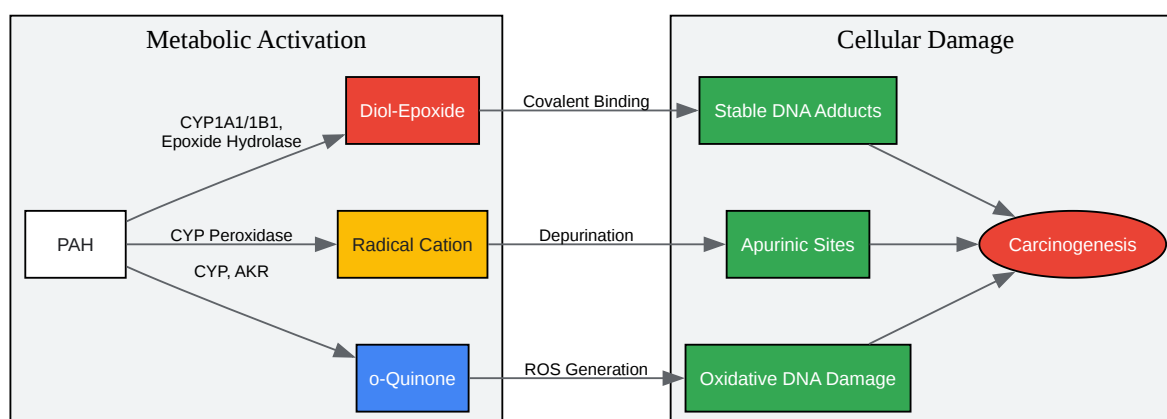 Metabolic Activation
Cellular Damage
Diol-Epoxide
Covalent Binding
Stable DNA Adducts
CYP1A1/1B1,
Epoxide Hydrolase
PAH
CYP Peroxidase
Radical Cation
Depurination
Apurinic Sites
Carcinogenesis
CYP, AKR
o-Quinone
ROS Generation
Oxidative DNA Damage